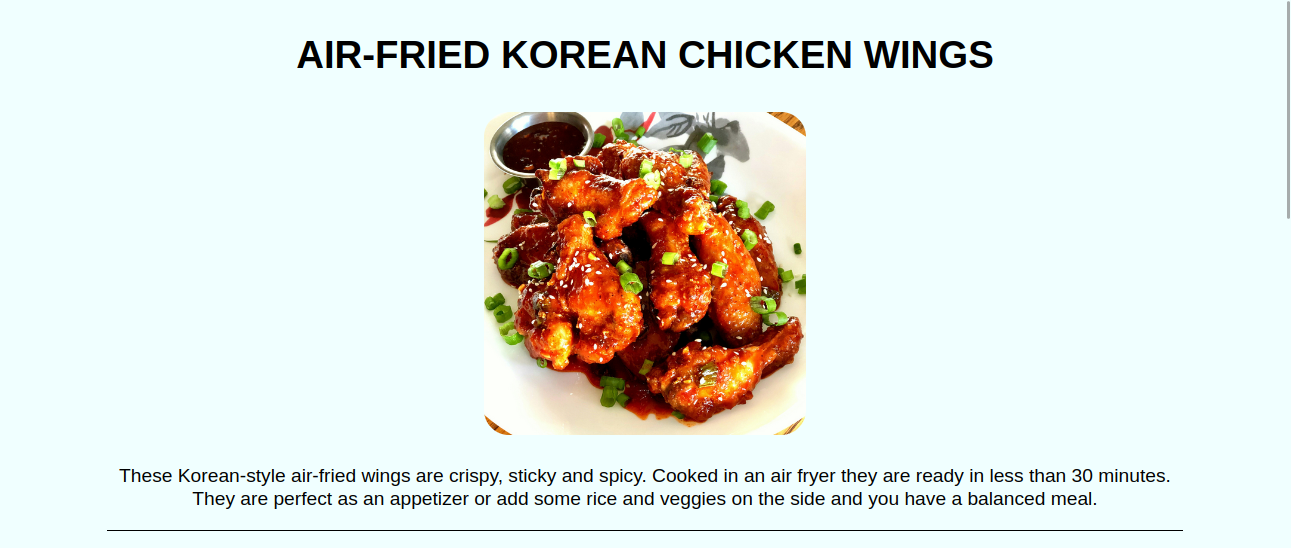 AIR-FRIED KOREAN CHICKEN WINGS
These Korean-style air-fried wings are crispy, sticky and spicy. Cooked in an air fryer they are ready in less than 30 minutes.
They are perfect as an appetizer or add some rice and veggies on the side and you have a balanced meal.